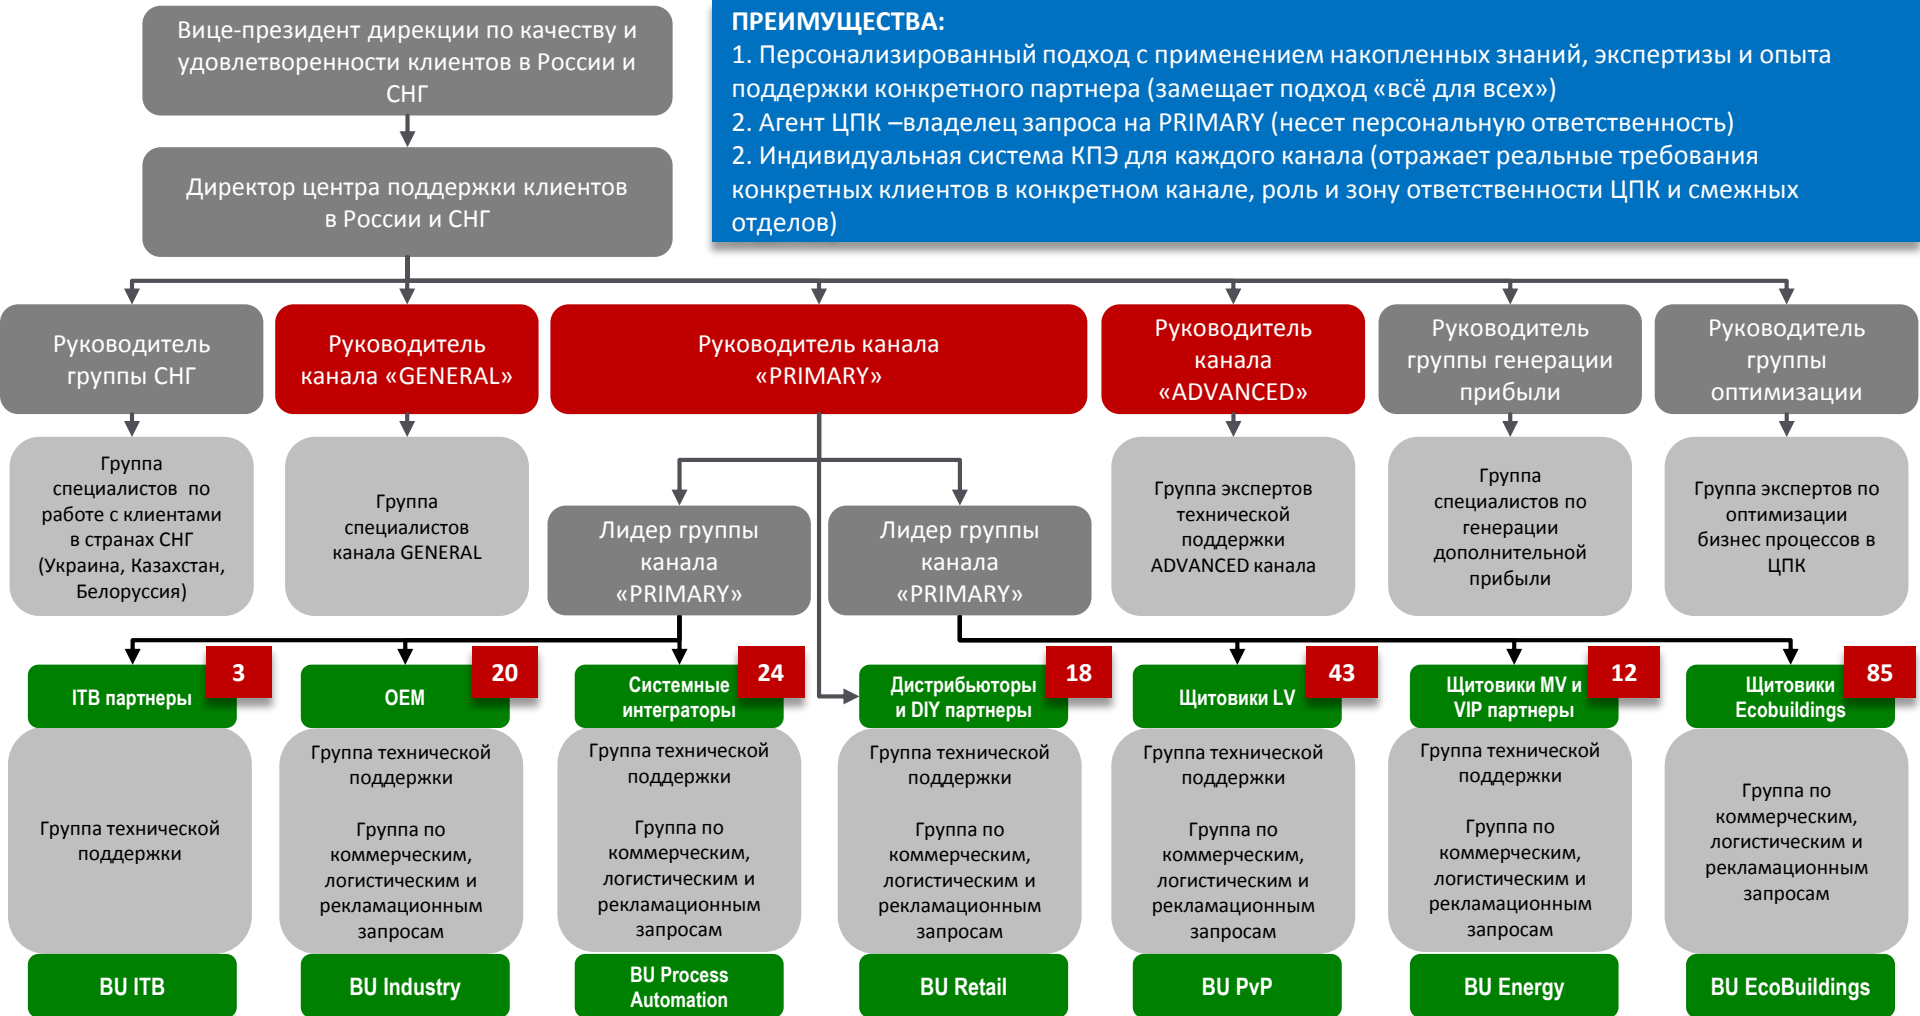 Вице-президент дирекции по качеству и
удовлетворенности клиентов в России и
СНГ
ПРЕИМУЩЕСТВА:
1. Персонализированный подход с применением накопленных знаний, экспертизы и опыта
поддержки конкретного партнера (замещает подход «всё для всех»)
2. Агент ЦПК –владелец запроса на PRIMARY (несет персональную ответственность)
2. Индивидуальная система КПЭ для каждого канала (отражает реальные требования
конкретных клиентов в конкретном канале, роль и зону ответственности ЦПК и смежных
отделов)
Директор центра поддержки клиентов
в России и СНГ
Руководитель
группы СНГ
Руководитель
канала «GENERAL»
Руководитель канала
«PRIMARY»
Руководитель
канала
«ADVANCED»
Руководитель
группы генерации
прибыли
Руководитель
группы
оптимизации
Группа
специалистов по
работе с клиентами
в странах СНГ
(Украина, Казахстан,
Белоруссия)
Группа
специалистов
канала GENERAL
Лидер группы
канала
«PRIMARY»
Лидер группы
канала
«PRIMARY»
Группа экспертов
технической
поддержки
ADVANCED канала
Группа
специалистов по
генерации
дополнительной
прибыли
Группа экспертов по
оптимизации
бизнес процессов в
ЦПК
ITB партнеры
3
OEM
20
Системные
интеграторы
24
Дистрибьюторы
и DIY партнеры
18
Щитовики LV
43
Щитовики MV и
VIP партнеры
12
Щитовики
Ecobuildings
85
Группа технической
поддержки
Группа технической
поддержки
Группа по
коммерческим,
логистическим и
рекламационным
запросам
Группа технической
поддержки
Группа по
коммерческим,
логистическим и
рекламационным
запросам
Группа технической
поддержки
Группа по
коммерческим,
логистическим и
рекламационным
запросам
Группа технической
поддержки
Группа по
коммерческим,
логистическим и
рекламационным
запросам
Группа технической
поддержки
Группа по
коммерческим,
логистическим и
рекламационным
запросам
Группа по
коммерческим,
логистическим и
рекламационным
запросам
BU ITB
BU Industry
BU Process
Automation
BU Retail
BU PvP
BU Energy
BU EcoBuildings